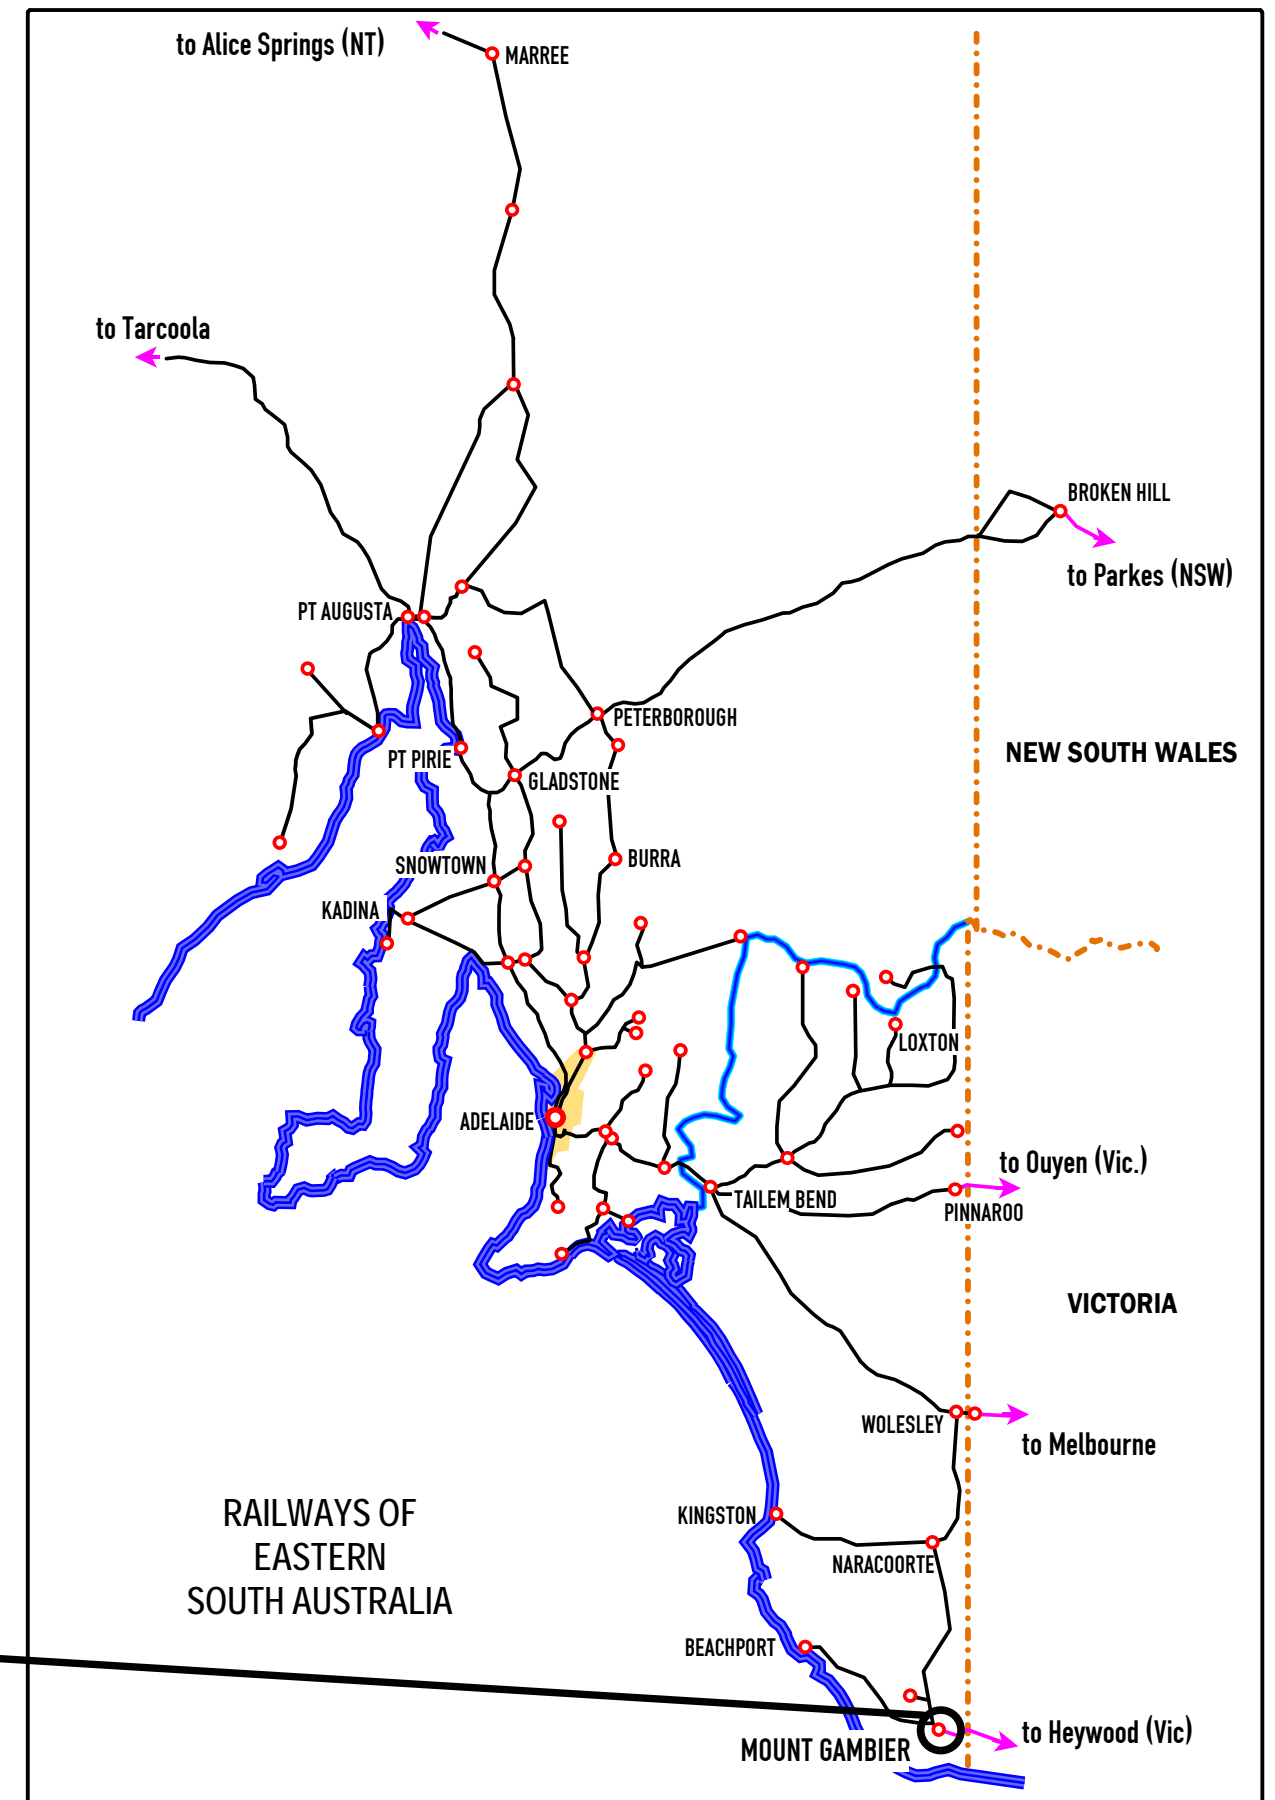 to Alice Springs (NT)
MARREE
to Tarcoola
BROKEN HILL
to Parkes (NSW)
PT AUGUSTA
PETERBOROUGH
NEW SOUTH WALES
PT PIRIE
GLADSTONE
SNOWTOWN
BURRA
KADINA
LOXTON
ADELAIDE
to Ouyen (Vic.)
TAILEM BEND
PINNAROO
VICTORIA
WOLESLEY
to Melbourne
RAILWAYS OF
EASTERN
SOUTH AUSTRALIA
KINGSTON
NARACOORTE
BEACHPORT
to Heywood (Vic)
MOUNT GAMBIER